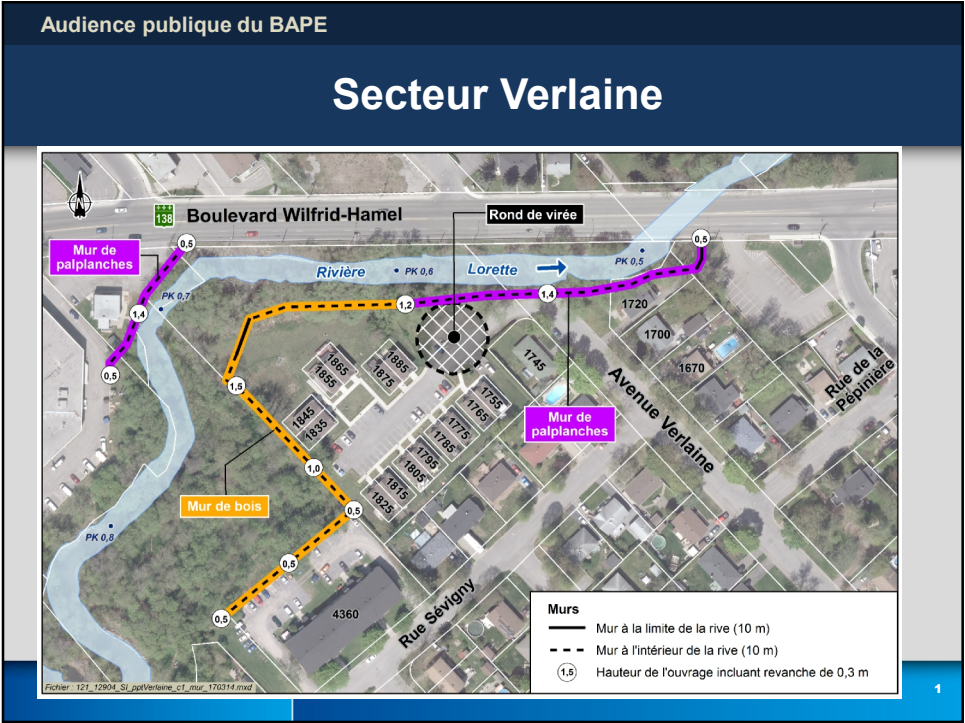 Audience publique du BAPE
Secteur Verlaine
138
Boulevard Wilfrid-Hamel
Rond de virée
N
0,5
0,5
Mur de
palplanches
PK 0,5
Rivière
PK 0,6
Lorette
PK 0,7
1,4
1,2
1,4
1720
1700
1670
0,5
1,5
1865
1855
1885
1875
1745
1755
1765
1845
1835
1775
1785
1795
1805
1815
1825
Mur de
palplanches
Avenue Verlaine
Rue de la
Pépinière
1,0
Mur de bois
0,5
PK 0,8
0,5
0,5
4360
Rue Sévigny
Murs
Mur à la limite de la rive (10 m)
Mur à l'intérieur de la rive (10 m)
1,5 Hauteur de l'ouvrage incluant revanche de 0,3 m
Fichier : 121_12904_SI_pptVerlaine_c1_mur_170314.mxd
1